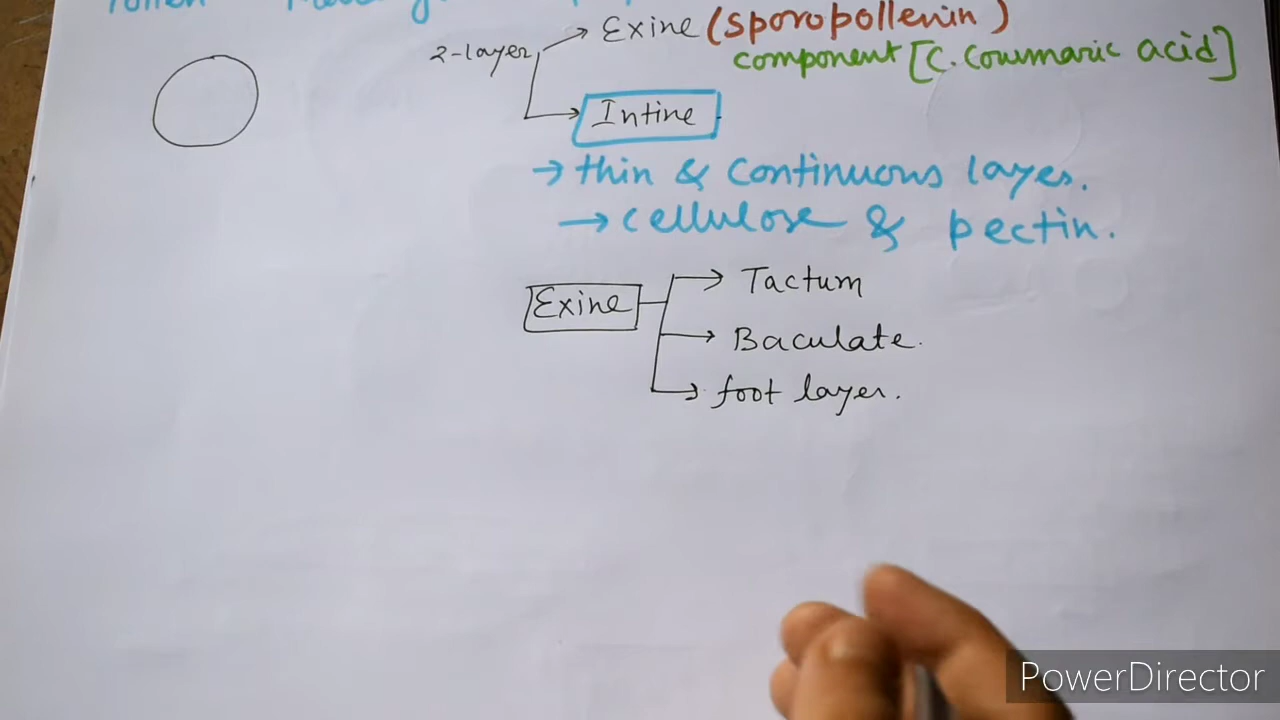 Pollen
2-layer → Exine (sporopollenin)
component [C. Coumaric acid]
→ Intine
→ thin & continuous layer.
→ cellulose & pectin.
Exine → Tactum
→ Baculate.
→ foot layer.
PowerDirector